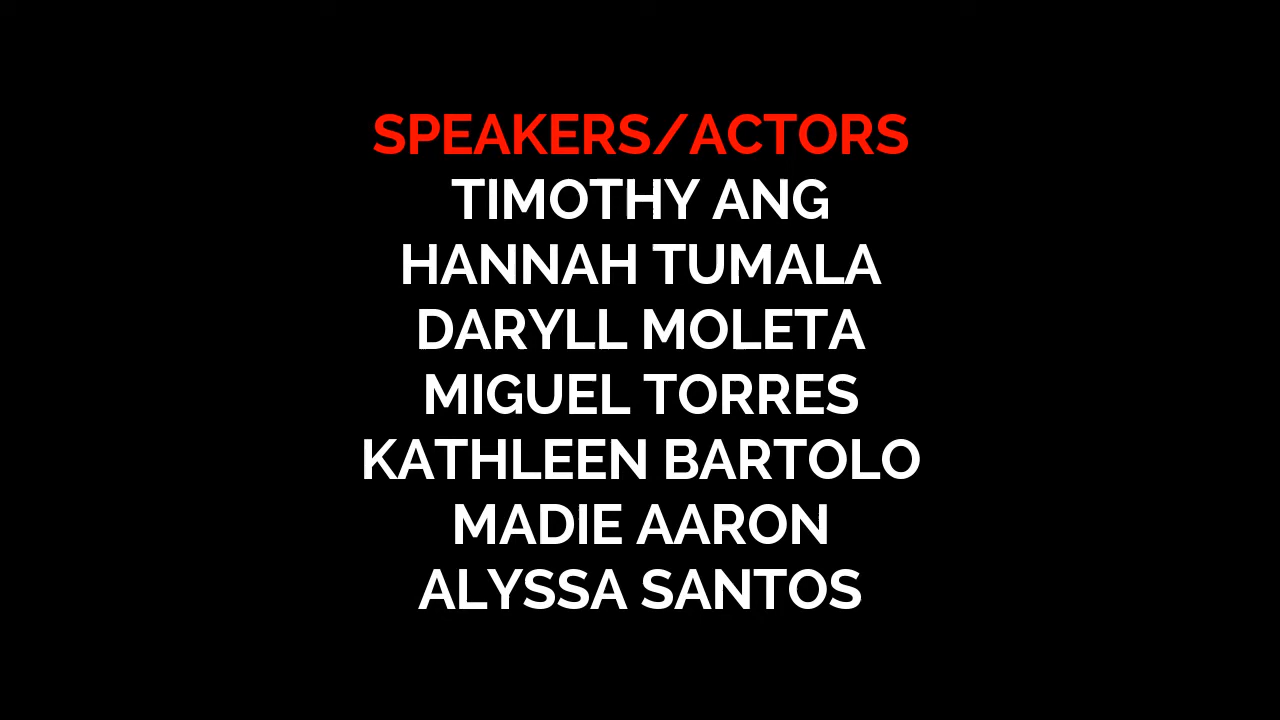 SPEAKERS/ACTORS
TIMOTHY ANG
HANNAH TUMALA
DARYLL MOLETA
MIGUEL TORRES
KATHLEEN BARTOLO
MADIE AARON
ALYSSA SANTOS